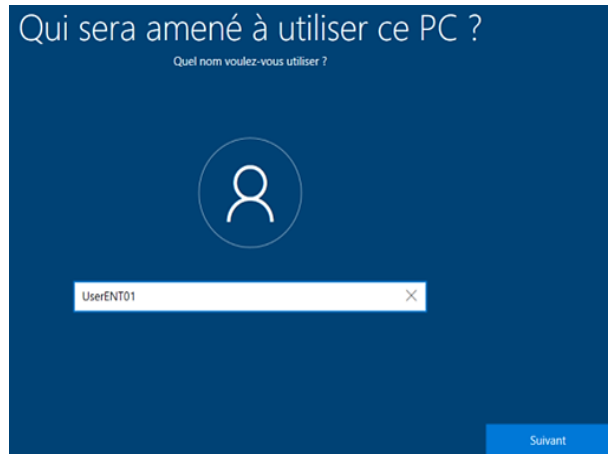 Qui sera amené à utiliser ce PC ?
Quel nom voulez-vous utiliser ?
UserENT01
Suivant